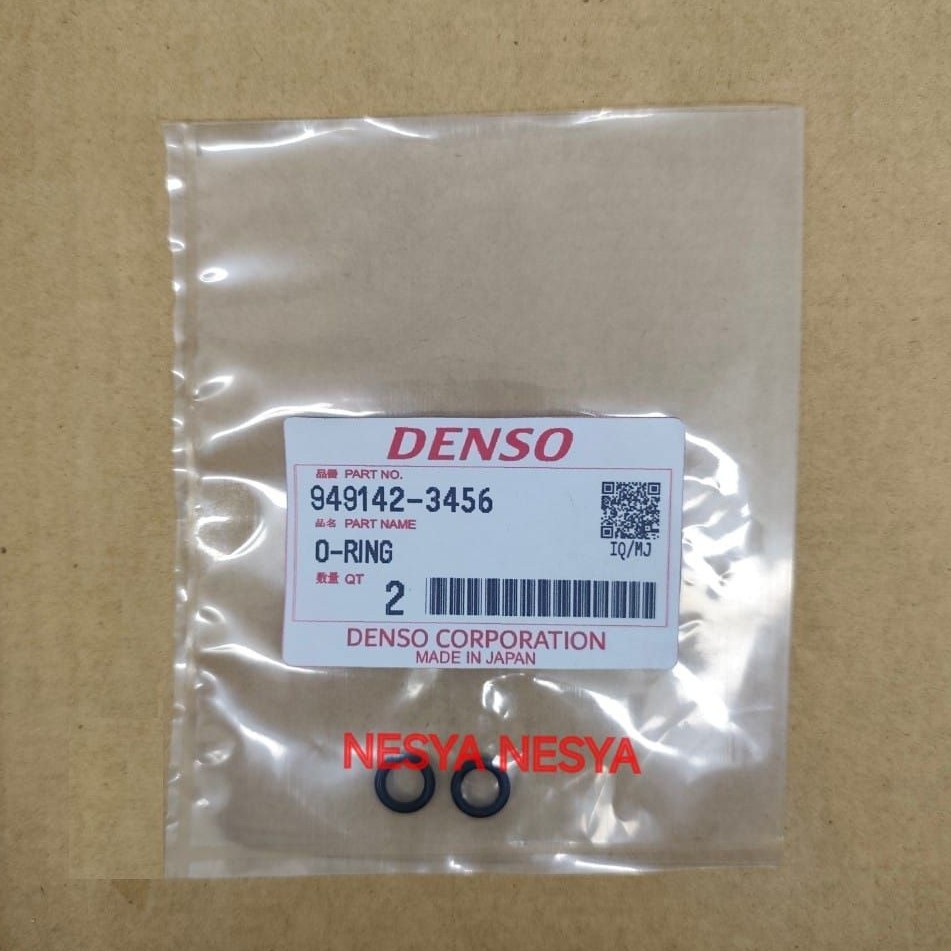 DENSO
品番 PART NO.
949142-3456
品名 PART NAME
O-RING
IQ/MJ
数量 QT
2
DENSO CORPORATION
MADE IN JAPAN
NESYA NESYA